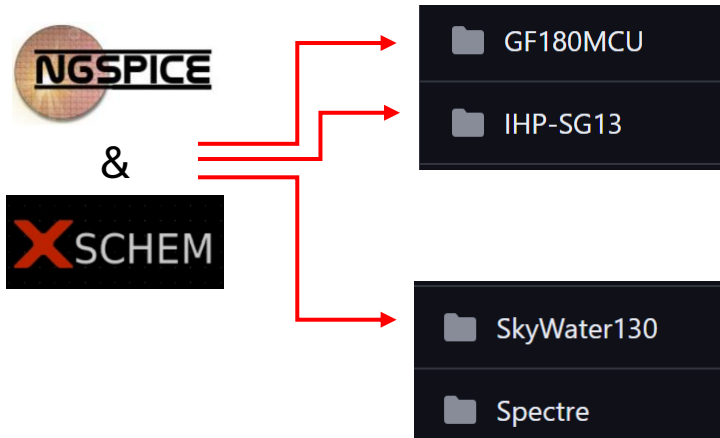 NGSPICE
&
XSCHEM
GF180MCU
IHP-SG13
SkyWater130
Spectre